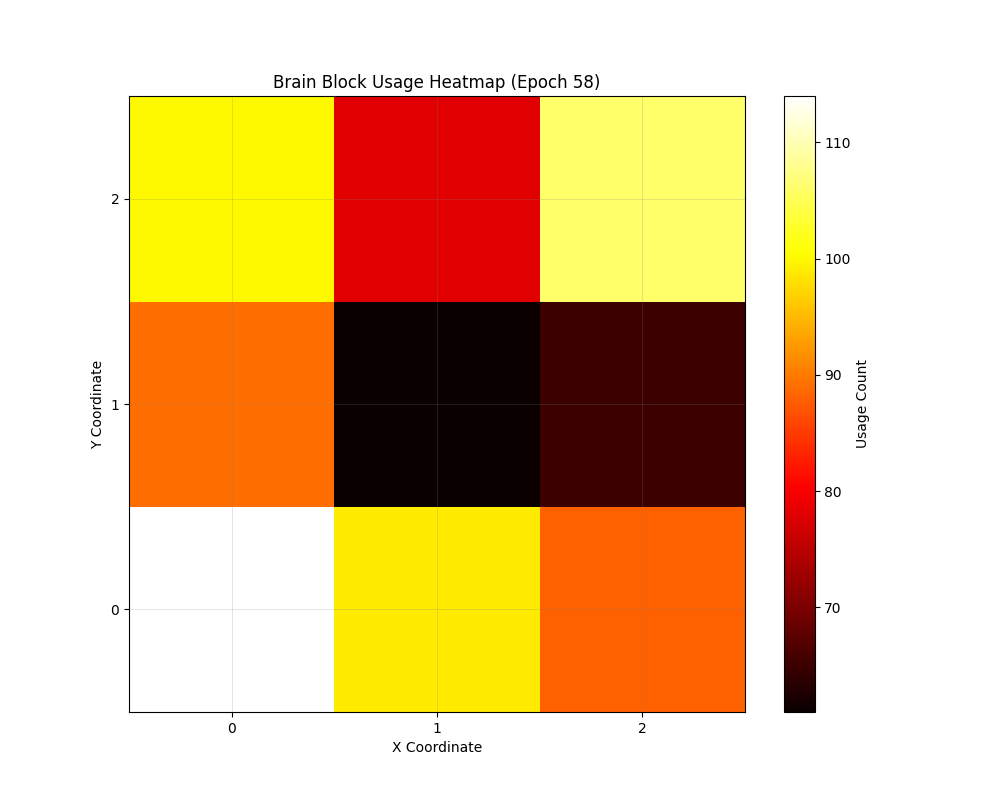 Brain Block Usage Heatmap (Epoch 58)
2
1
0
Y Coordinate
0 1 2
X Coordinate
110
100
90
80
70
Usage Count